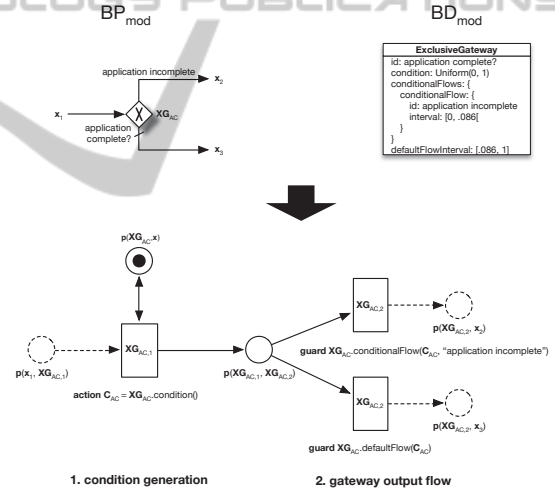 BP_mod
BD_mod
application incomplete
x_2
x_1
XG_AC
application
complete?
x_3
ExclusiveGateway
id: application complete?
condition: Uniform(0, 1)
conditionalFlows: {
conditionalFlow: {
id: application incomplete
interval: [0, .086[
}
}
defaultFlowInterval: [.086, 1]
p(XG_AC.x)
XG_AC,1
p(x_1, XG_AC,1)
action C_AC = XG_AC.condition()
p(XG_AC,1, XG_AC,2)
XG_AC,2
p(XG_AC,2, x_2)
guard XG_AC.conditionalFlow(C_AC, "application incomplete")
XG_AC,2
p(XG_AC,2, x_3)
guard XG_AC.defaultFlow(C_AC)
1. condition generation
2. gateway output flow